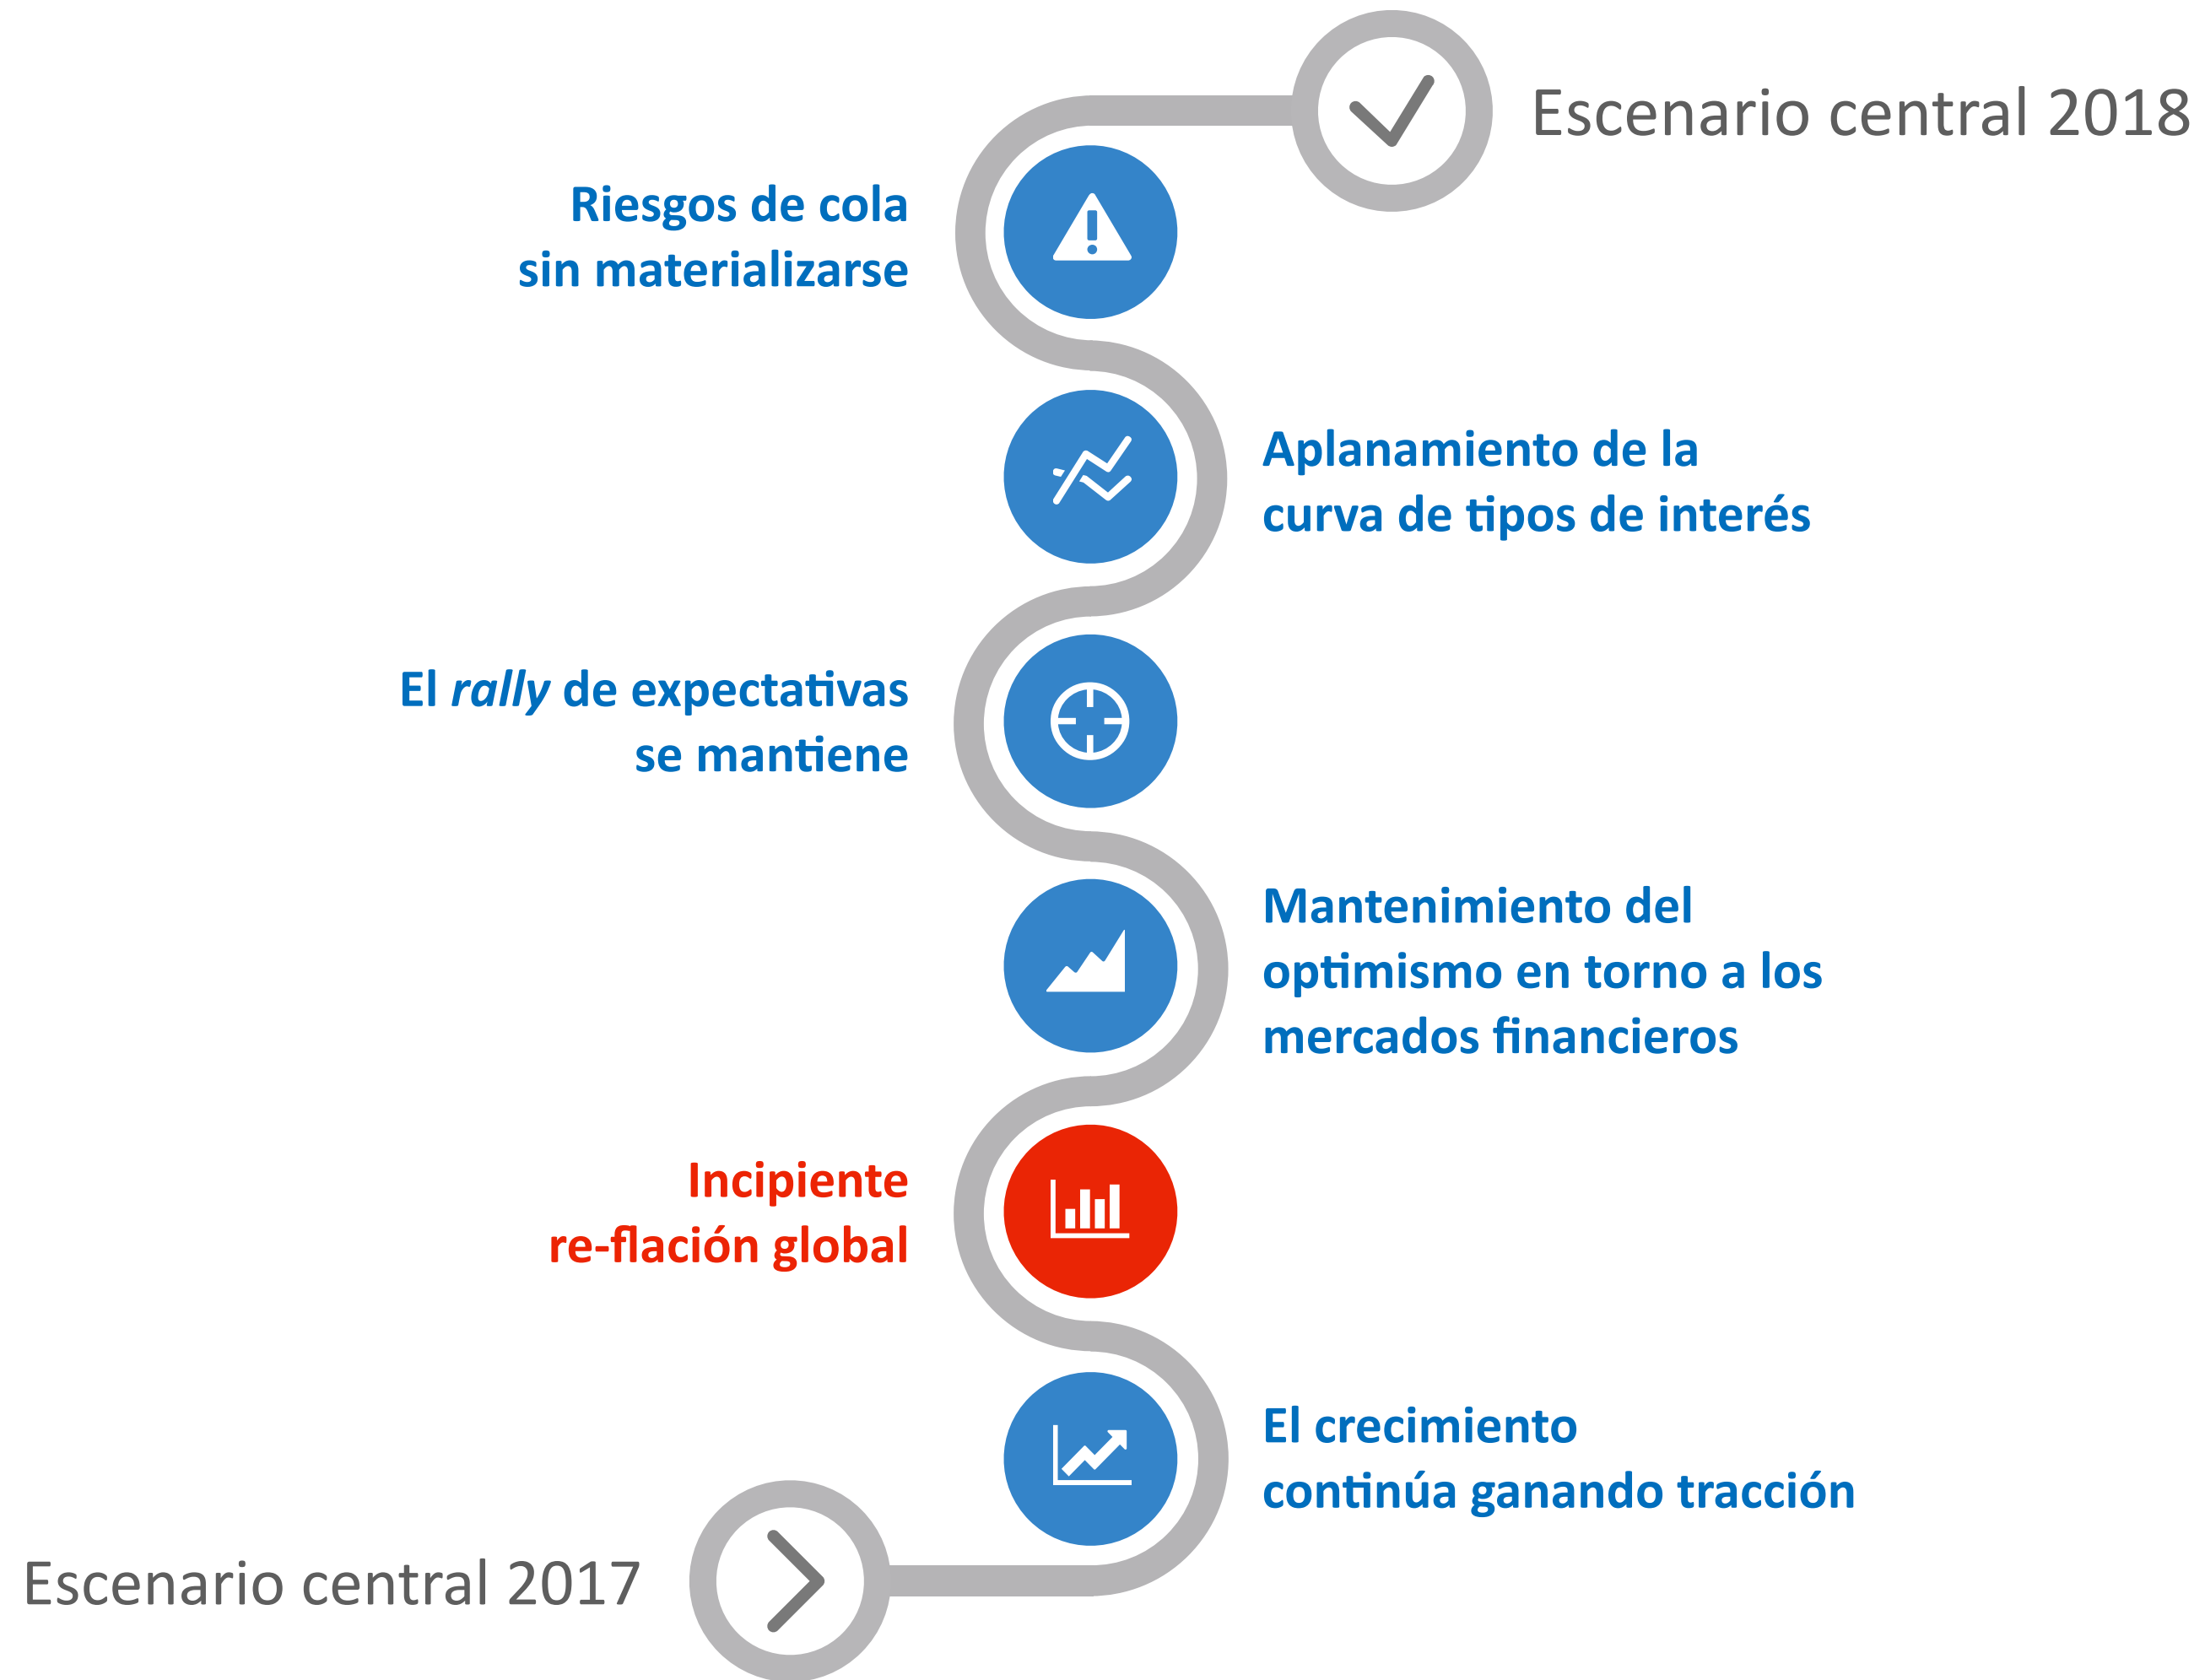 Escenario central 2018
Riesgos de cola
sin materializarse
Aplanamiento de la
curva de tipos de interés
El rally de expectativas
se mantiene
Mantenimiento del
optimismo en torno a los
mercados financieros
Incipiente
re-flación global
El crecimiento
continúa ganando tracción
Escenario central 2017